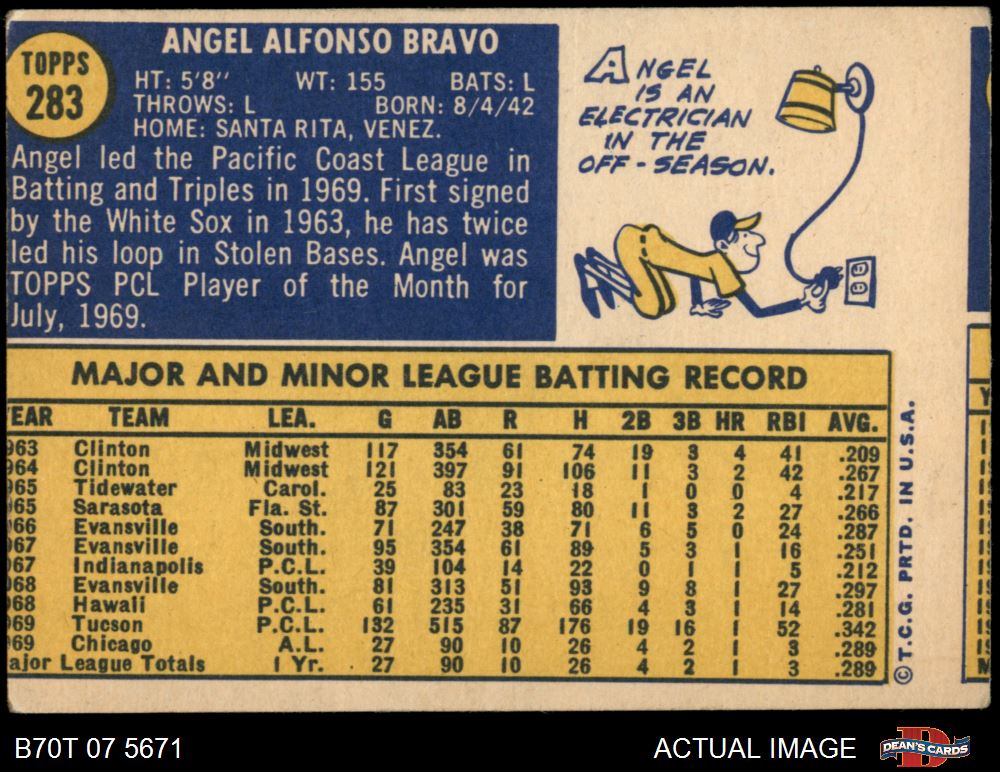 TOPPS
283
ANGEL ALFONSO BRAVO
HT: 5'8" WT: 155 BATS: L
THROWS: L BORN: 8/4/42
HOME: SANTA RITA, VENEZ.
Angel led the Pacific Coast League in
Batting and Triples in 1969. First signed
by the White Sox in 1963, he has twice
led his loop in Stolen Bases. Angel was
TOPPS PCL Player of the Month for
July, 1969.
ANGEL
IS AN
ELECTRICIAN
IN THE
OFF-SEASON.
MAJOR AND MINOR LEAGUE BATTING RECORD
EAR TEAM LEA. G AB R H 2B 3B HR RBI AVG.
963 Clinton Midwest 117 354 61 74 19 3 4 41 .209
964 Clinton Midwest 121 397 91 106 11 3 2 42 .267
965 Tidewater Carol. 25 83 23 18 1 0 0 4 .217
965 Sarasota Fla. St. 87 301 59 80 11 3 2 27 .266
66 Evansville South. 71 247 38 71 6 5 0 24 .287
67 Evansville South. 95 354 61 89 5 3 1 16 .251
67 Indianapolis P.C.L. 39 104 14 22 0 1 1 5 .212
68 Evansville South. 81 313 51 93 9 8 1 27 .297
68 Hawaii P.C.L. 61 235 31 66 4 3 1 14 .281
69 Tucson P.C.L. 132 515 87 176 19 16 1 52 .342
69 Chicago A.L. 27 90 10 26 4 2 1 3 .289
ajor League Totals 1 Yr. 27 90 10 26 4 2 1 3 .289
© T.C.G. PRTD. IN U.S.A.
Y
B70T 07 5671
ACTUAL IMAGE
DEAN'S CARDS